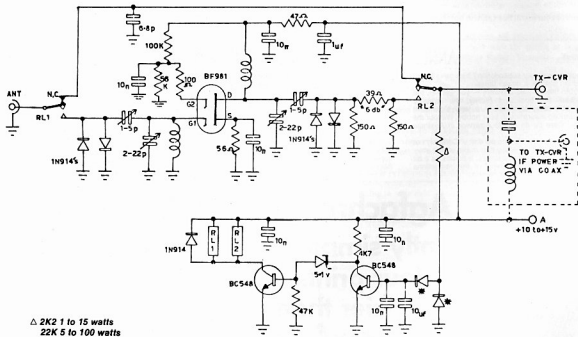 6·8p
47Ω
N.C.
100K
10n
1uf
TX-CVR
ANT
10n
56
K
100
Ω
BF981
N.C.
RL1
G2
D
1-5p
39Ω
RL2
1-5p
G1
S
6 db
1N914's
2-22p
56Ω
10n
2-22p
1N914's
150Ω
150Ω
Δ
TO TX-CVR
IF POWER
VIA COAX
A
+10 to+15v
1N914
RL1
RL2
10n
10n
4K7
5·1v
BC548
BC548
*
*
47K
10n
10uf
Δ 2K2 1 to 15 watts
22K 5 to 100 watts